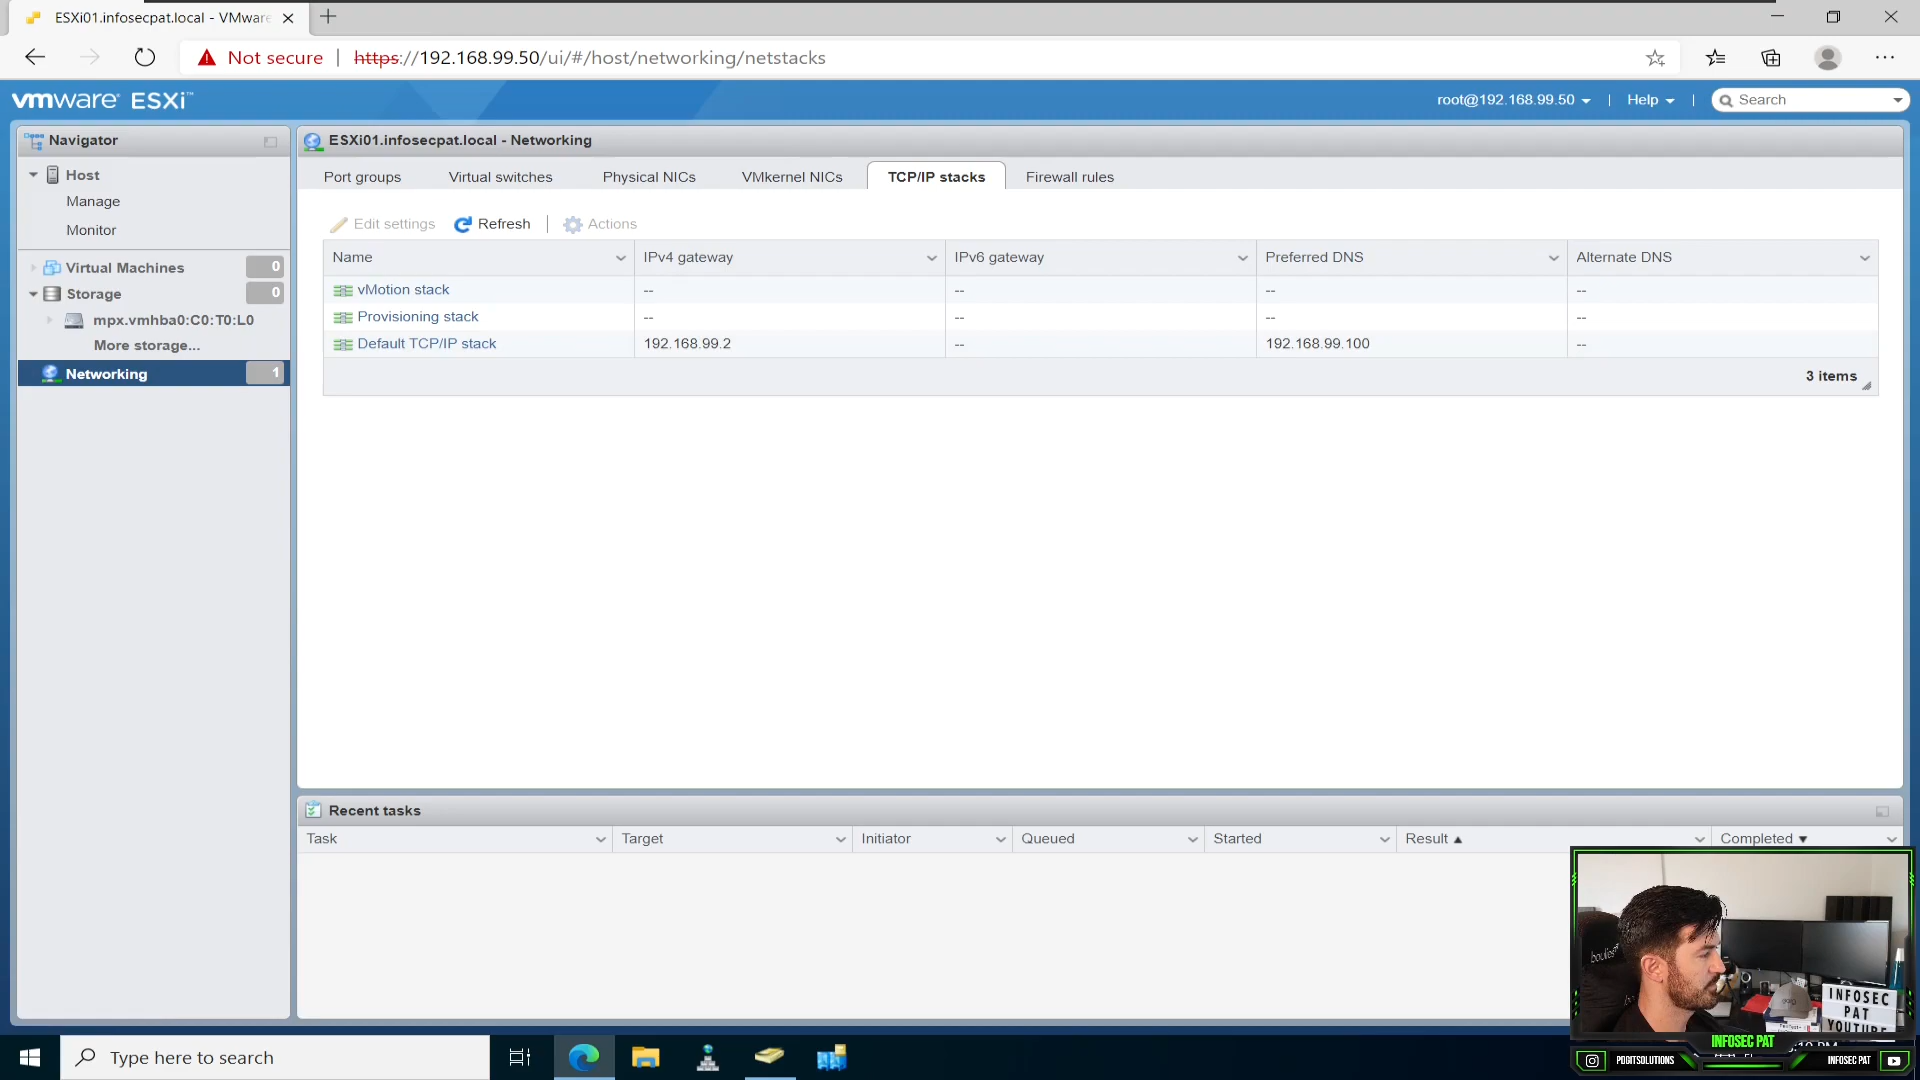 ESXi01.infosecpat.local - VMware
Not secure | https://192.168.99.50/ui/#/host/networking/netstacks
vmware ESXi™
root@192.168.99.50 | Help | Search
Navigator
Host
Manage
Monitor
Virtual Machines 0
Storage 0
mpx.vmhba0:C0:T0:L0
More storage...
Networking 1
ESXi01.infosecpat.local - Networking
Port groups Virtual switches Physical NICs VMkernel NICs TCP/IP stacks Firewall rules
Edit settings Refresh | Actions
Name IPv4 gateway IPv6 gateway Preferred DNS Alternate DNS
vMotion stack -- -- -- --
Provisioning stack -- -- -- --
Default TCP/IP stack 192.168.99.2 -- 192.168.99.100 --
3 items
Recent tasks
Task Target Initiator Queued Started Result Completed
INFOSEC
PAT
YOUTUBE
INFOSEC PAT
PODITSOLUTIONS INFOSEC PAT
Type here to search